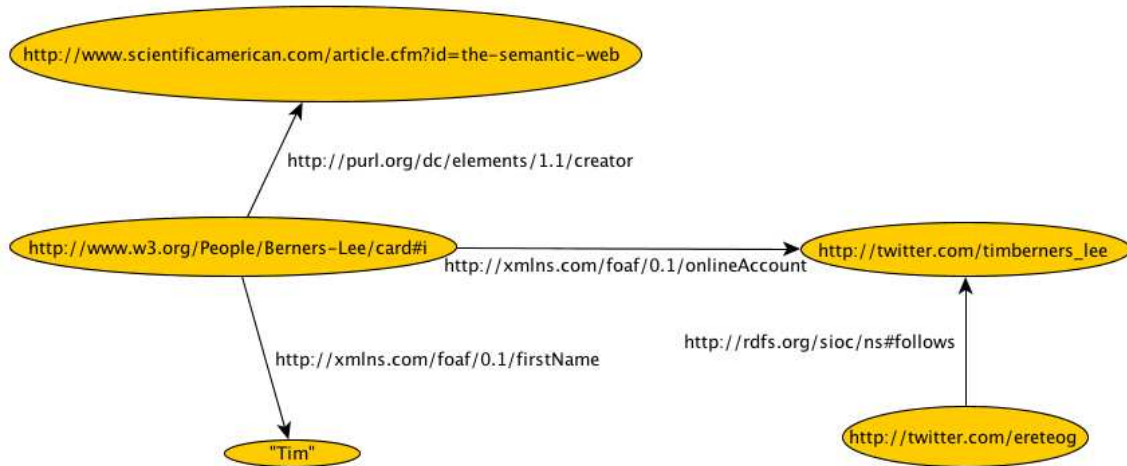 http://www.scientificamerican.com/article.cfm?id=the-semantic-web
http://purl.org/dc/elements/1.1/creator
http://www.w3.org/People/Berners-Lee/card#i
http://twitter.com/timberners_lee
http://xmlns.com/foaf/0.1/onlineAccount
http://rdfs.org/sioc/ns#follows
http://xmlns.com/foaf/0.1/firstName
http://twitter.com/ereteog
"Tim"